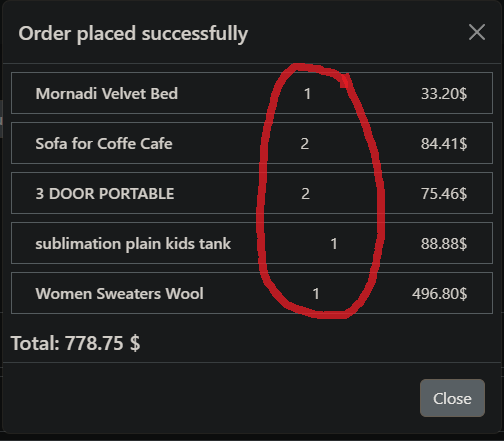 Order placed successfully
Mornadi Velvet Bed 1 33.20$
Sofa for Coffe Cafe 2 84.41$
3 DOOR PORTABLE 2 75.46$
sublimation plain kids tank 1 88.88$
Women Sweaters Wool 1 496.80$
Total: 778.75 $
Close